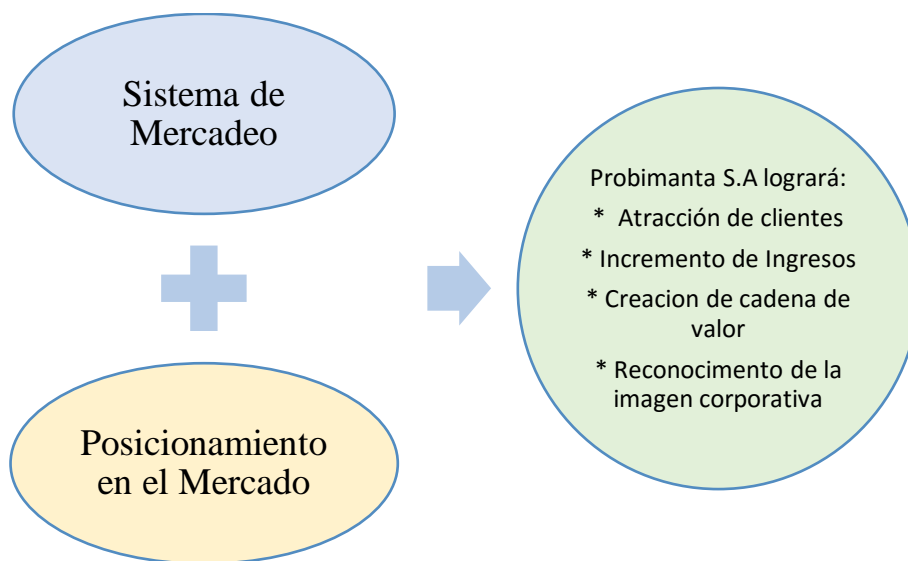 Sistema de
Mercadeo
Posicionamiento
en el Mercado
Probimanta S.A logrará:
* Atracción de clientes
* Incremento de Ingresos
* Creacion de cadena de
valor
* Reconocimento de la
imagen corporativa